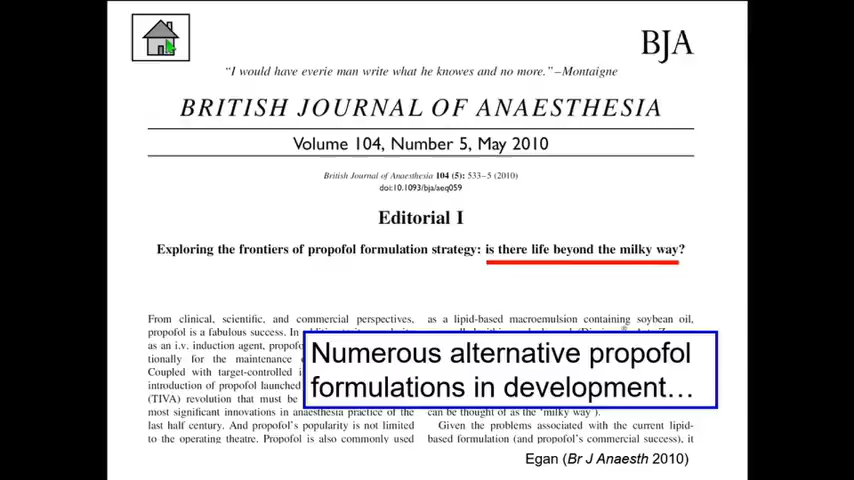 BJA
"I would have everie man write what he knowes and no more."–Montaigne
BRITISH JOURNAL OF ANAESTHESIA
Volume 104, Number 5, May 2010
British Journal of Anaesthesia 104 (5): 533–5 (2010)
doi:10.1093/bja/aeq059
Editorial I
Exploring the frontiers of propofol formulation strategy: is there life beyond the milky way?
From clinical, scientific, and commercial perspectives,
propofol is a fabulous success. In
as an i.v. induction agent, propofo
tionally for the maintenance
Coupled with target-controlled i
introduction of propofol launched
(TIVA) revolution that must be
most significant innovations in anaesthesia practice of the
last half century. And propofol's popularity is not limited
to the operating theatre. Propofol is also commonly used
as a lipid-based macroemulsion containing soybean oil,
can be thought of as the 'milky way').
Given the problems associated with the current lipid-
based formulation (and propofol's commercial success), it
Numerous alternative propofol
formulations in development…
Egan (Br J Anaesth 2010)